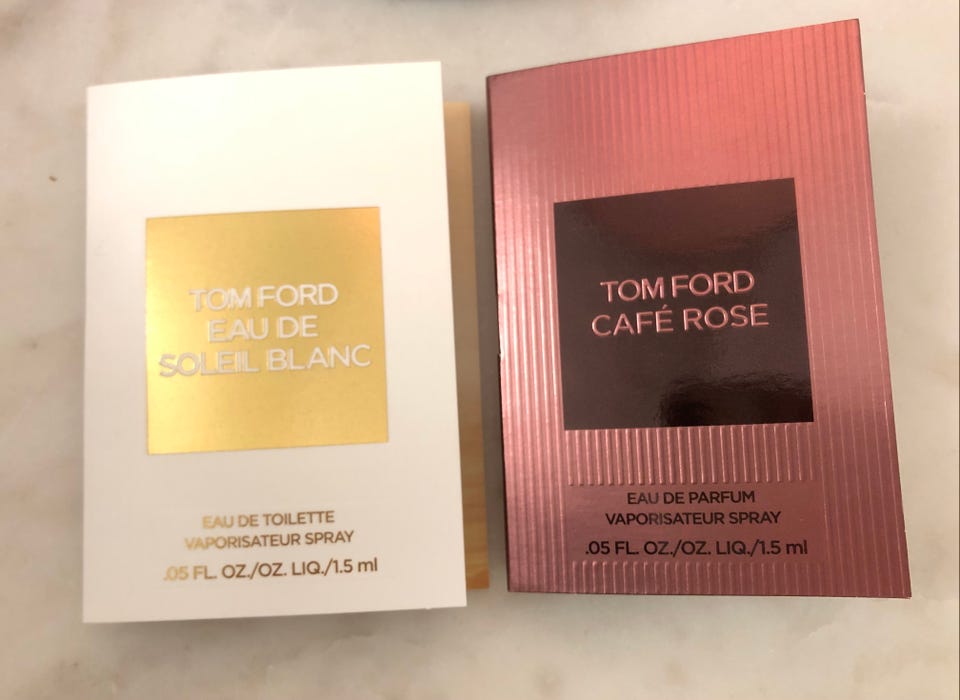 TOM FORD
EAU DE
SOLEIL BLANC
EAU DE TOILETTE
VAPORISATEUR SPRAY
.05 FL. OZ./OZ. LIQ./1.5 ml
TOM FORD
CAFÉ ROSE
EAU DE PARFUM
VAPORISATEUR SPRAY
.05 FL. OZ./OZ. LIQ./1.5 ml